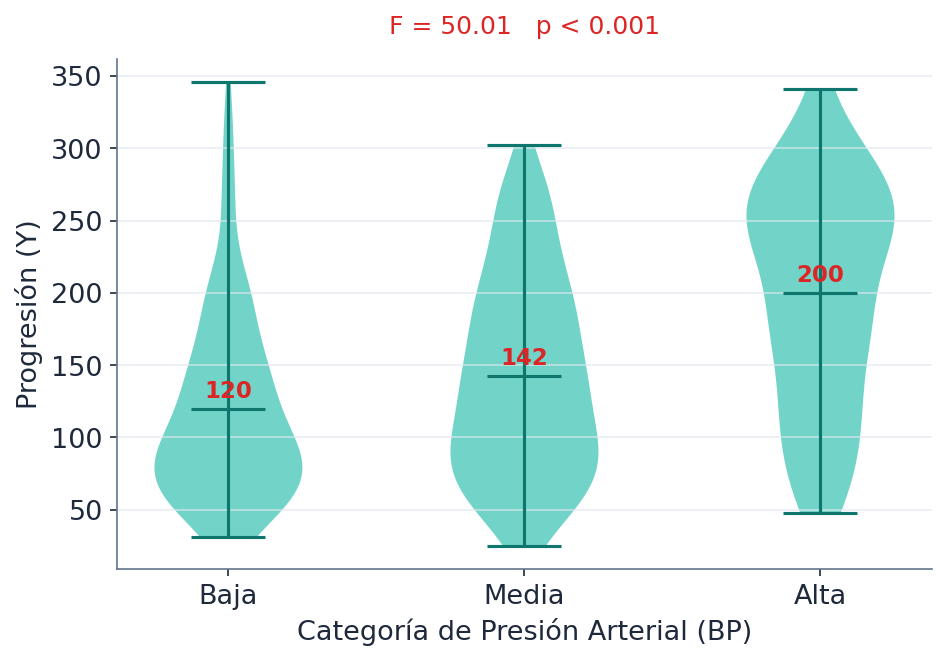 F = 50.01   p < 0.001
Progresión (Y)
350
300
250
200
150
100
50
120
142
200
Baja
Media
Alta
Categoría de Presión Arterial (BP)